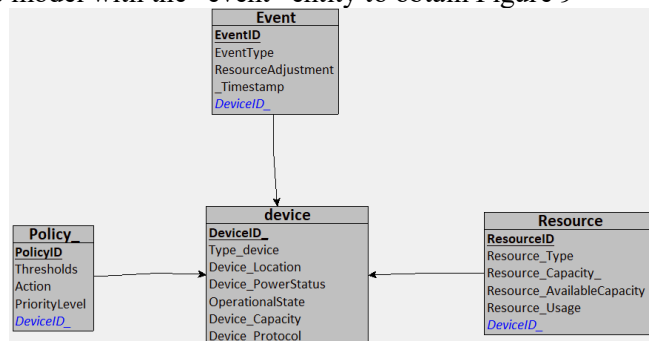 model with the "event" entity to obtain Figure 9
Event
EventID
EventType
ResourceAdjustment
_Timestamp
DeviceID_
Policy_
PolicyID
Thresholds
Action
PriorityLevel
DeviceID_
device
DeviceID_
Type_device
Device_Location
Device_PowerStatus
OperationalState
Device_Capacity
Device_Protocol
Resource
ResourceID
Resource_Type
Resource_Capacity_
Resource_AvailableCapacity
Resource_Usage
DeviceID_